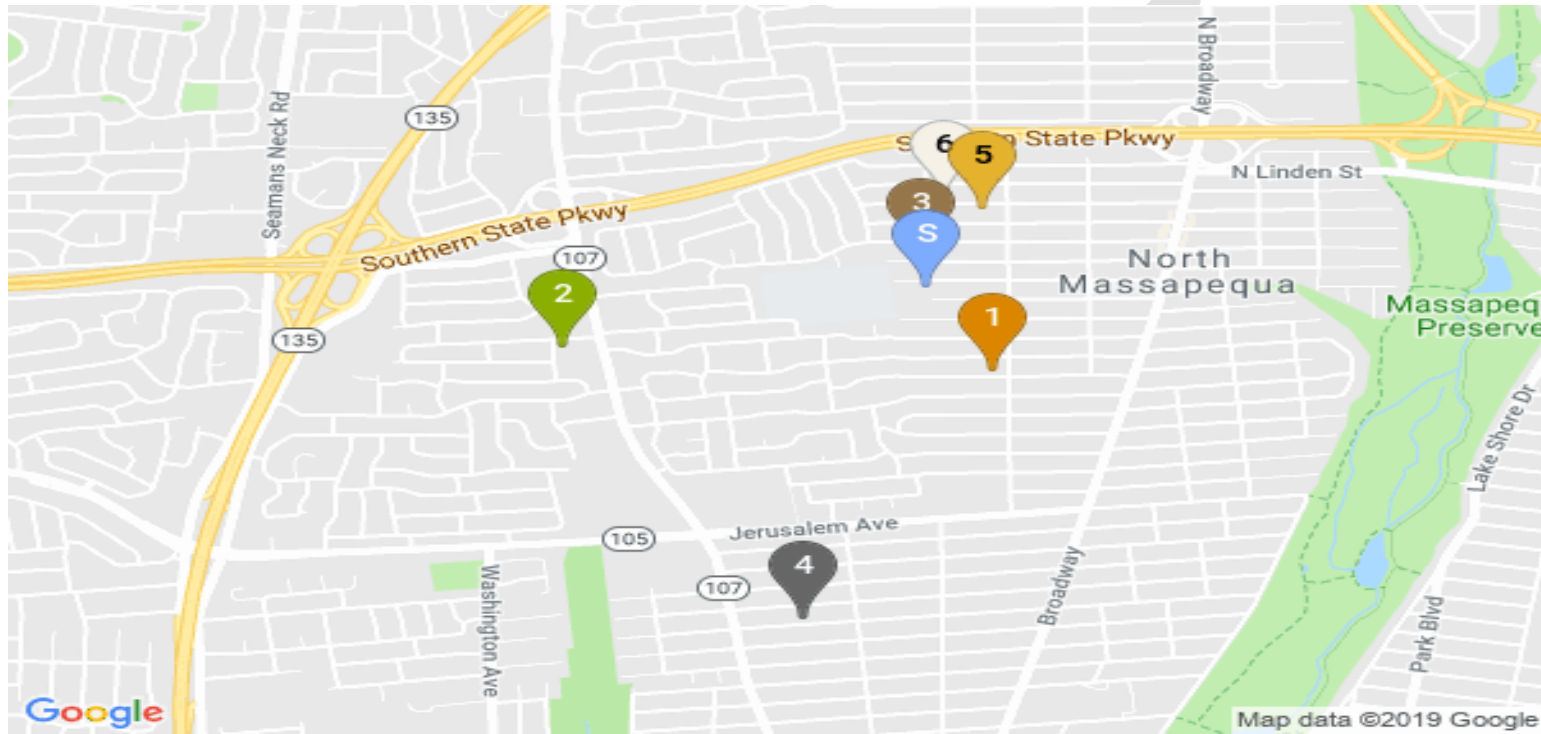 N Broadway
Seamans Neck Rd
135
6
5
S
n State Pkwy
N Linden St
3
S
Southern State Pkwy
107
North
Massapequa
2
1
Massapeq
Preserve
135
Lake Shore Dr
Jerusalem Ave
105
4
107
Washington Ave
Broadway
Park Blvd
Google
Map data ©2019 Google